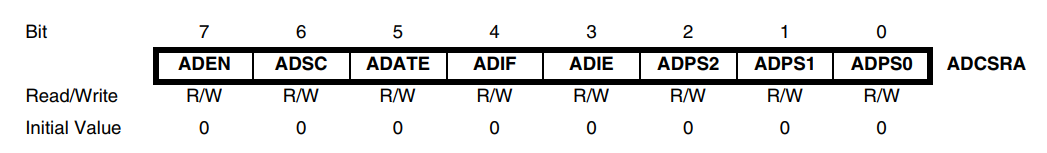 Bit 7 6 5 4 3 2 1 0
ADEN ADSC ADATE ADIF ADIE ADPS2 ADPS1 ADPS0 ADCSRA
Read/Write R/W R/W R/W R/W R/W R/W R/W R/W
Initial Value 0 0 0 0 0 0 0 0